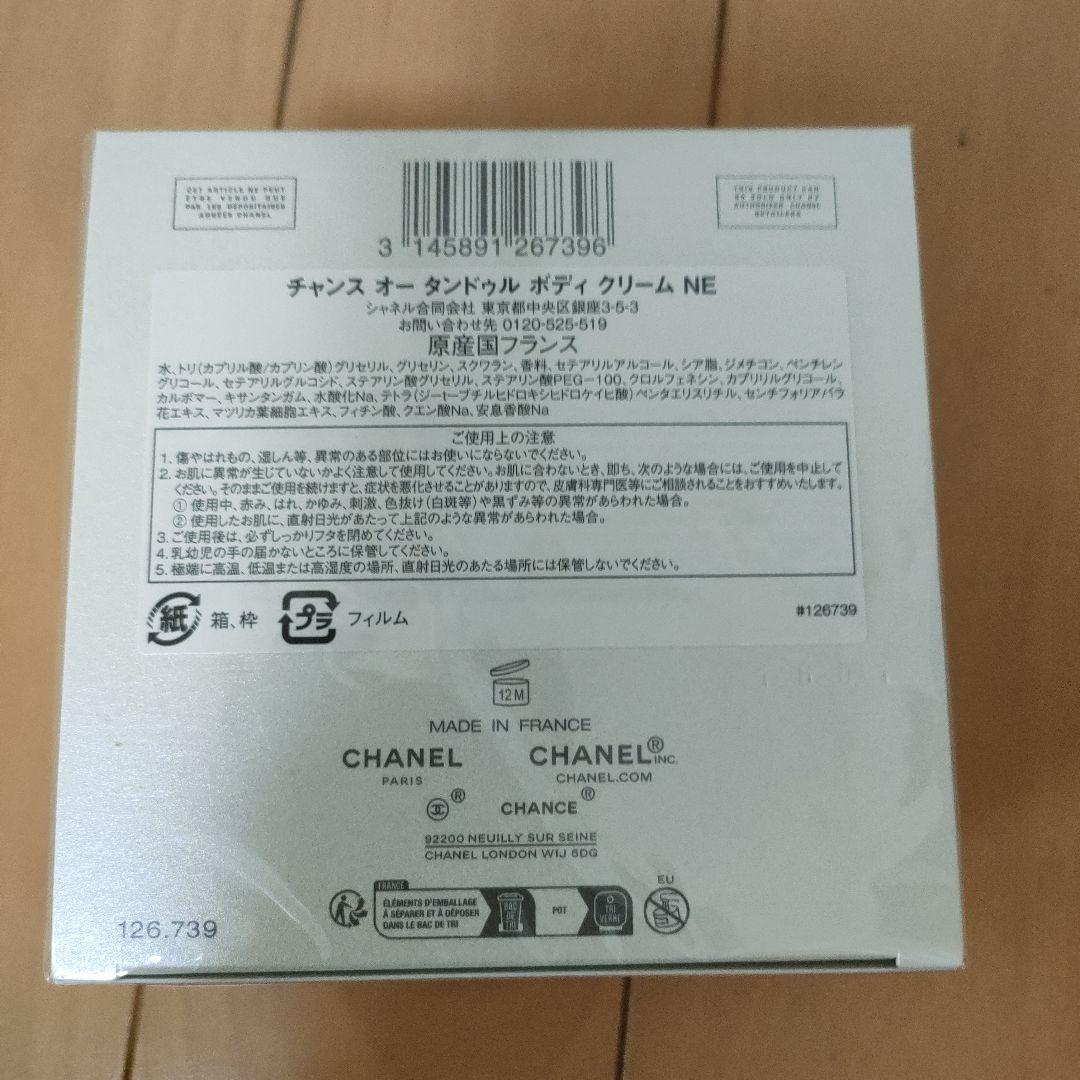 CET ARTICLE NE PEUT
ÊTRE VENDU QUE
PAR LES DÉPOSITAIRES
AGRÉÉS CHANEL
THIS PRODUCT CAN
BE SOLD ONLY BY
AUTHORISED CHANEL
RETAILERS
3 145891 267396
チャンス オー タンドゥル ボディ クリーム NE
シャネル合同会社 東京都中央区銀座3-5-3
お問い合わせ先 0120-525-519
原産国フランス
水、トリ(カプリル酸/カプリン酸)グリセリル、グリセリン、スクワラン、香料、セテアリルアルコール、シア脂、ジメチコン、ペンチレン
グリコール、セテアリルグルコシド、ステアリン酸グリセリル、ステアリン酸PEG-100、クロルフェネシン、カプリリルグリコール、
カルボマー、キサンタンガム、水酸化Na、テトラ(ジ-t-ブチルヒドロキシヒドロケイヒ酸)ペンタエリスリチル、センチフォリアバラ
花エキス、マツリカ葉細胞エキス、フィチン酸、クエン酸Na、安息香酸Na
ご使用上の注意
1. 傷やはれもの、湿しん等、異常のある部位にはお使いにならないでください。
2. お肌に異常が生じていないかよく注意して使用してください。お肌に合わないとき、即ち、次のような場合には、ご使用を中止して
ください。そのままご使用を続けますと、症状を悪化させることがありますので、皮膚科専門医等にご相談されることをおすすめいたします。
① 使用中、赤み、はれ、かゆみ、刺激、色抜け(白斑等)や黒ずみ等の異常があらわれた場合。
② 使用したお肌に、直射日光があたって上記のような異常があらわれた場合。
3. ご使用後は、必ずしっかりフタを閉めてください。
4. 乳幼児の手の届かないところに保管してください。
5. 極端に高温、低温または高湿度の場所、直射日光のあたる場所には保管しないでください。
紙 箱、枠 プラ フィルム #126739
12 M
MADE IN FRANCE
CHANEL CHANEL® INC.
PARIS CHANEL.COM
® CHANCE®
92200 NEUILLY SUR SEINE
CHANEL LONDON W1J 6DG
FRANCE EU
ÉLÉMENTS D'EMBALLAGE
À SÉPARER ET À DÉPOSER
DANS LE BAC DE TRI
BAC
DE
TRI
POT
TRI
VERRE
126.739